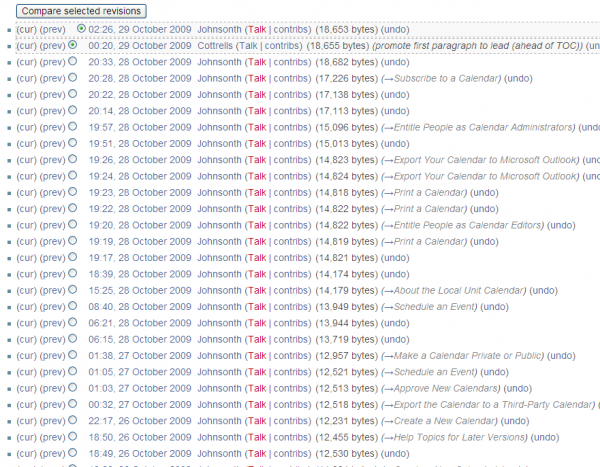 Compare selected revisions
(cur) (prev) 02:26, 29 October 2009 Johnsonth (Talk | contribs) (18,653 bytes) (undo)
(cur) (prev) 00:20, 29 October 2009 Cottrells (Talk | contribs) (18,655 bytes) (promote first paragraph to lead (ahead of TOC)) (undo)
(cur) (prev) 20:33, 28 October 2009 Johnsonth (Talk | contribs) (18,682 bytes) (undo)
(cur) (prev) 20:28, 28 October 2009 Johnsonth (Talk | contribs) (17,226 bytes) (→Subscribe to a Calendar) (undo)
(cur) (prev) 20:22, 28 October 2009 Johnsonth (Talk | contribs) (17,138 bytes) (undo)
(cur) (prev) 20:14, 28 October 2009 Johnsonth (Talk | contribs) (17,113 bytes) (undo)
(cur) (prev) 19:57, 28 October 2009 Johnsonth (Talk | contribs) (15,096 bytes) (→Entitle People as Calendar Administrators) (undo)
(cur) (prev) 19:51, 28 October 2009 Johnsonth (Talk | contribs) (15,013 bytes) (undo)
(cur) (prev) 19:26, 28 October 2009 Johnsonth (Talk | contribs) (14,823 bytes) (→Export Your Calendar to Microsoft Outlook) (undo)
(cur) (prev) 19:24, 28 October 2009 Johnsonth (Talk | contribs) (14,824 bytes) (→Export Your Calendar to Microsoft Outlook) (undo)
(cur) (prev) 19:23, 28 October 2009 Johnsonth (Talk | contribs) (14,818 bytes) (→Print a Calendar) (undo)
(cur) (prev) 19:22, 28 October 2009 Johnsonth (Talk | contribs) (14,822 bytes) (→Print a Calendar) (undo)
(cur) (prev) 19:20, 28 October 2009 Johnsonth (Talk | contribs) (14,822 bytes) (→Entitle People as Calendar Editors) (undo)
(cur) (prev) 19:19, 28 October 2009 Johnsonth (Talk | contribs) (14,819 bytes) (→Print a Calendar) (undo)
(cur) (prev) 19:17, 28 October 2009 Johnsonth (Talk | contribs) (14,821 bytes) (undo)
(cur) (prev) 18:39, 28 October 2009 Johnsonth (Talk | contribs) (14,174 bytes) (undo)
(cur) (prev) 15:25, 28 October 2009 Johnsonth (Talk | contribs) (14,179 bytes) (→About the Local Unit Calendar) (undo)
(cur) (prev) 08:40, 28 October 2009 Johnsonth (Talk | contribs) (13,949 bytes) (→Schedule an Event) (undo)
(cur) (prev) 06:21, 28 October 2009 Johnsonth (Talk | contribs) (13,944 bytes) (undo)
(cur) (prev) 06:15, 28 October 2009 Johnsonth (Talk | contribs) (13,719 bytes) (undo)
(cur) (prev) 01:38, 27 October 2009 Johnsonth (Talk | contribs) (12,957 bytes) (→Make a Calendar Private or Public) (undo)
(cur) (prev) 01:05, 27 October 2009 Johnsonth (Talk | contribs) (12,521 bytes) (→Schedule an Event) (undo)
(cur) (prev) 01:03, 27 October 2009 Johnsonth (Talk | contribs) (12,513 bytes) (→Approve New Calendars) (undo)
(cur) (prev) 00:32, 27 October 2009 Johnsonth (Talk | contribs) (12,518 bytes) (→Export the Calendar to a Third-Party Calendar) (
(cur) (prev) 22:17, 26 October 2009 Johnsonth (Talk | contribs) (12,231 bytes) (→Create a New Calendar) (undo)
(cur) (prev) 18:50, 26 October 2009 Johnsonth (Talk | contribs) (12,455 bytes) (→Help Topics for Later Versions) (undo)
(cur) (prev) 18:49, 26 October 2009 Johnsonth (Talk | contribs) (12,530 bytes) (undo)